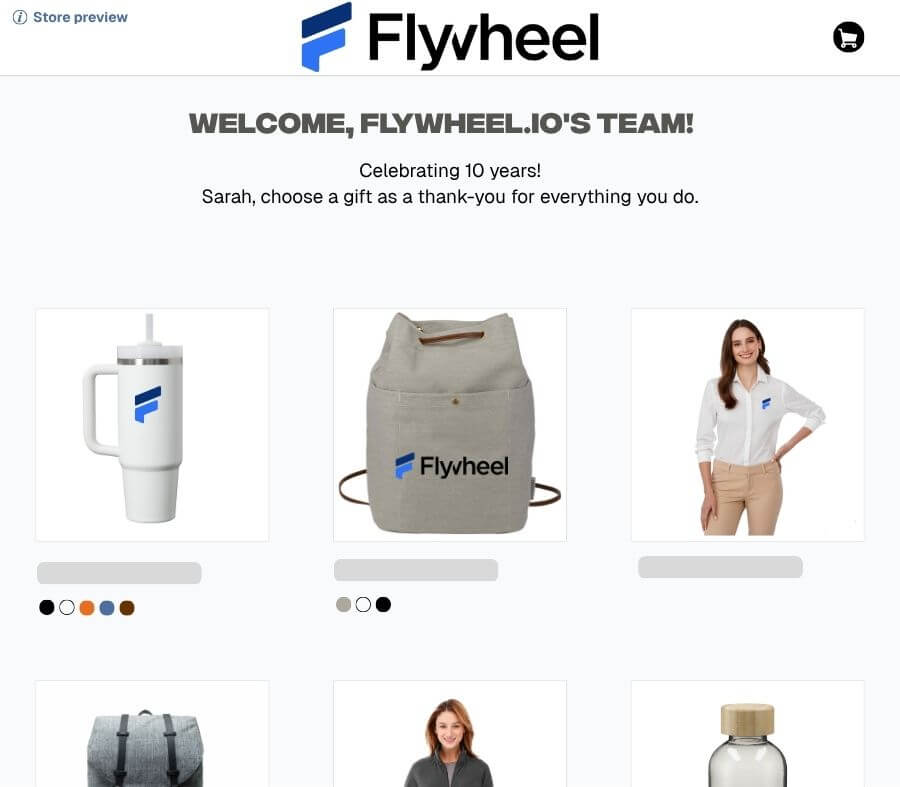 Store preview
Flywheel
WELCOME, FLYWHEEL.IO'S TEAM!
Celebrating 10 years!
Sarah, choose a gift as a thank-you for everything you do.
Flywheel